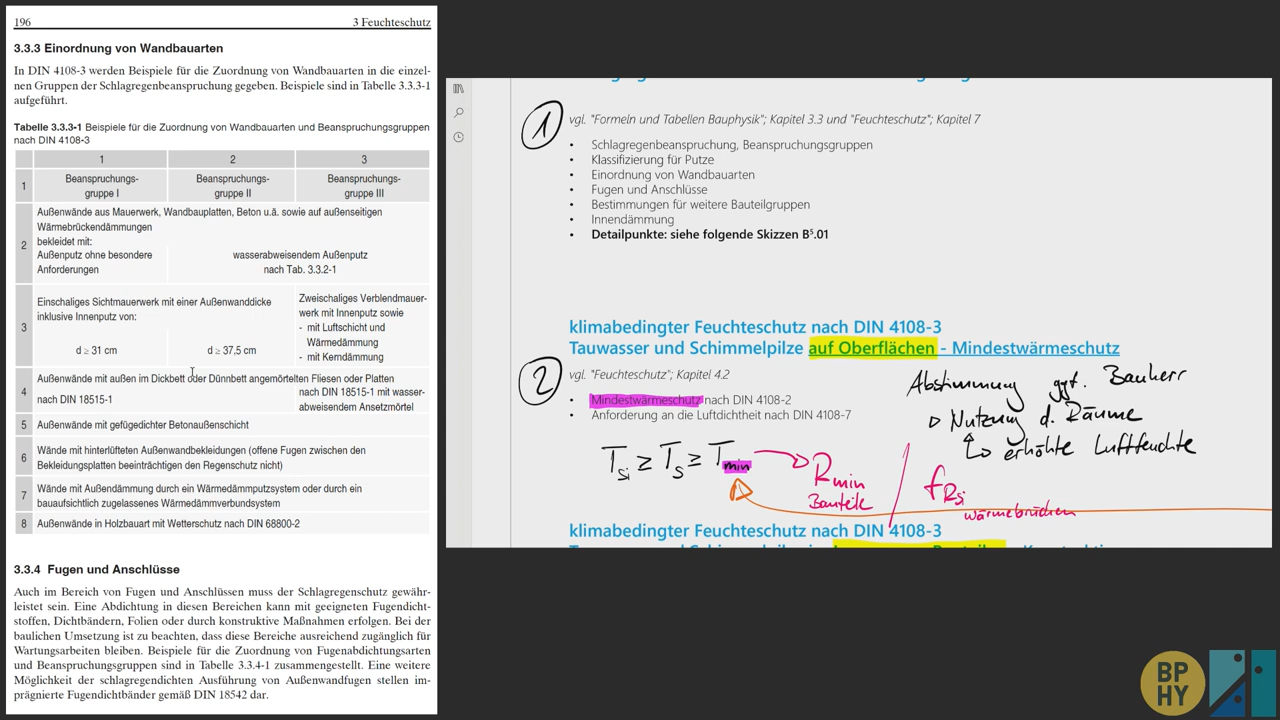 196
3 Feuchteschutz
3.3.3 Einordnung von Wandbauarten
In DIN 4108-3 werden Beispiele für die Zuordnung von Wandbauarten in die einzel-
nen Gruppen der Schlagregenbeanspruchung gegeben. Beispiele sind in Tabelle 3.3.3-1
aufgeführt.
Tabelle 3.3.3-1 Beispiele für die Zuordnung von Wandbauarten und Beanspruchungsgruppen
nach DIN 4108-3
1 2 3
1 Beanspruchungs- Beanspruchungs- Beanspruchungs-
gruppe I gruppe II gruppe III
2 Außenwände aus Mauerwerk, Wandbauplatten, Beton u.ä. sowie auf außenseitigen
Wärmebrückendämmungen
bekleidet mit:
Außenputz ohne besondere wasserabweisendem Außenputz
Anforderungen nach Tab. 3.3.2-1
3 Einschaliges Sichtmauerwerk mit einer Außenwanddicke
inklusive Innenputz von:
d ≥ 31 cm d ≥ 37,5 cm
Zweischaliges Verblendmauer-
werk mit Innenputz sowie
- mit Luftschicht und
Wärmedämmung
- mit Kerndämmung
4 Außenwände mit außen im Dickbett oder Dünnbett angemörtelten Fliesen oder Platten
nach DIN 18515-1 nach DIN 18515-1 mit wasser-
abweisendem Ansetzmörtel
5 Außenwände mit gefügedichter Betonaußenschicht
6 Wände mit hinterlüfteten Außenwandbekleidungen (offene Fugen zwischen den
Bekleidungsplatten beeinträchtigen den Regenschutz nicht)
7 Wände mit Außendämmung durch ein Wärmedämmputzsystem oder durch ein
bauaufsichtlich zugelassenes Wärmedämmverbundsystem
8 Außenwände in Holzbauart mit Wetterschutz nach DIN 68800-2
3.3.4 Fugen und Anschlüsse
Auch im Bereich von Fugen und Anschlüssen muss der Schlagregenschutz gewähr-
leistet sein. Eine Abdichtung in diesen Bereichen kann mit geeigneten Fugendicht-
stoffen, Dichtbändern, Folien oder durch konstruktive Maßnahmen erfolgen. Bei der
baulichen Umsetzung ist zu beachten, dass diese Bereiche ausreichend zugänglich für
Wartungsarbeiten bleiben. Beispiele für die Zuordnung von Fugenabdichtungsarten
und Beanspruchungsgruppen sind in Tabelle 3.3.4-1 zusammengestellt. Eine weitere
Möglichkeit der schlagregendichten Ausführung von Außenwandfugen stellen im-
prägnierte Fugendichtbänder gemäß DIN 18542 dar.
1
vgl. "Formeln und Tabellen Bauphysik"; Kapitel 3.3 und "Feuchteschutz"; Kapitel 7
• Schlagregenbeanspruchung, Beanspruchungsgruppen
• Klassifizierung für Putze
• Einordnung von Wandbauarten
• Fugen und Anschlüsse
• Bestimmungen für weitere Bauteilgruppen
• Innendämmung
• Detailpunkte: siehe folgende Skizzen B⁵.01
klimabedingter Feuchteschutz nach DIN 4108-3
Tauwasser und Schimmelpilze auf Oberflächen - Mindestwärmeschutz
2
vgl. "Feuchteschutz"; Kapitel 4.2
• Mindestwärmeschutz nach DIN 4108-2
• Anforderung an die Luftdichtheit nach DIN 4108-7
Abstimmung ggf. Bauherr
Nutzung d. Räume
erhöhte Luftfeuchte
Tsi ≥ Ts ≥ Tmin
Rmin
Bauteile
fRsi
wärmebrücken
klimabedingter Feuchteschutz nach DIN 4108-3
BP
HY